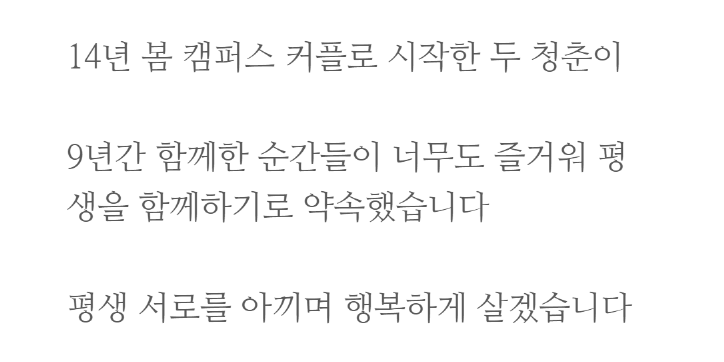 14년 봄 캠퍼스 커플로 시작한 두 청춘이
9년간 함께한 순간들이 너무도 즐거워 평
생을 함께하기로 약속했습니다
평생 서로를 아끼며 행복하게 살겠습니다